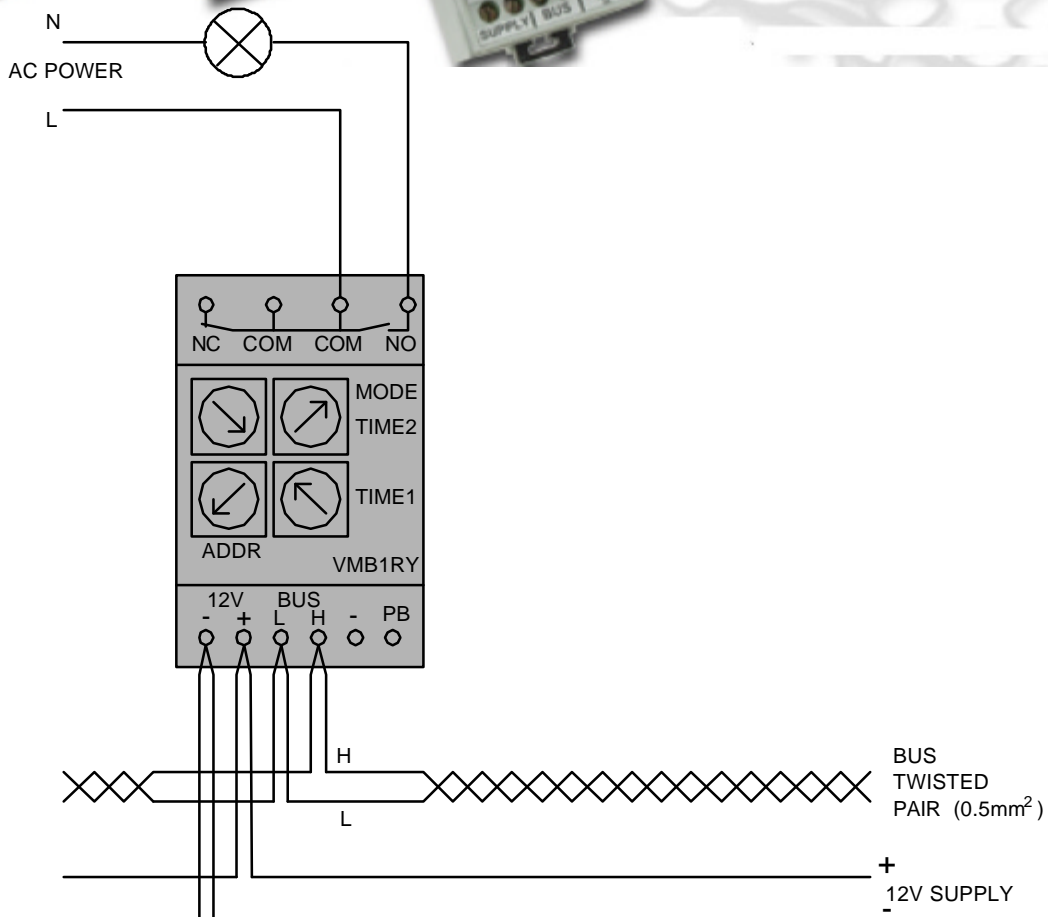 SUPPLY BUS
N
AC POWER
L
NC COM COM NO
MODE
TIME2
TIME1
ADDR
VMB1RY
12V BUS
- + L H - PB
H
L
BUS
TWISTED
PAIR (0.5mm²)
+
12V SUPPLY
-